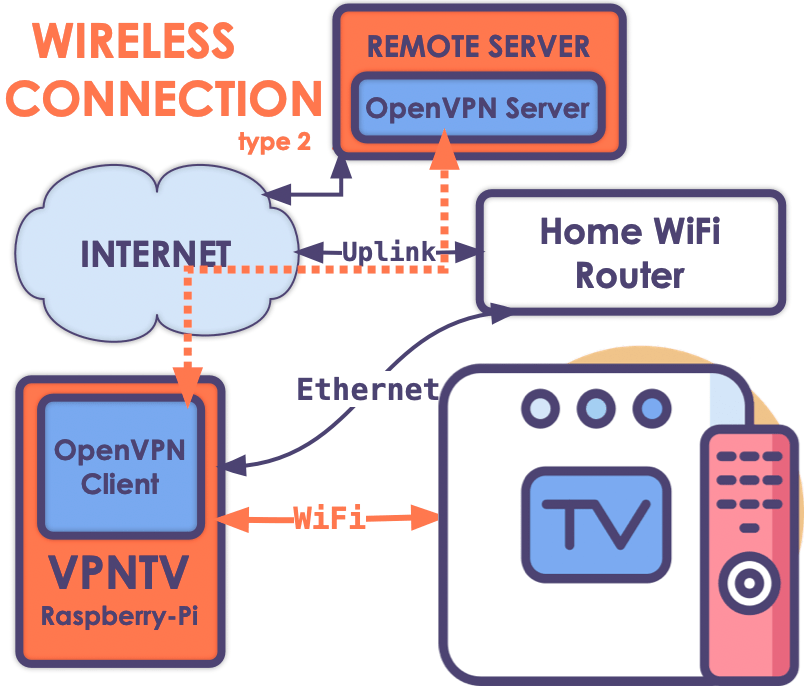 WIRELESS
CONNECTION
type 2
REMOTE SERVER
OpenVPN Server
INTERNET
Uplink
Home WiFi
Router
Ethernet
OpenVPN
Client
WiFi
VPNTV
Raspberry-Pi
TV